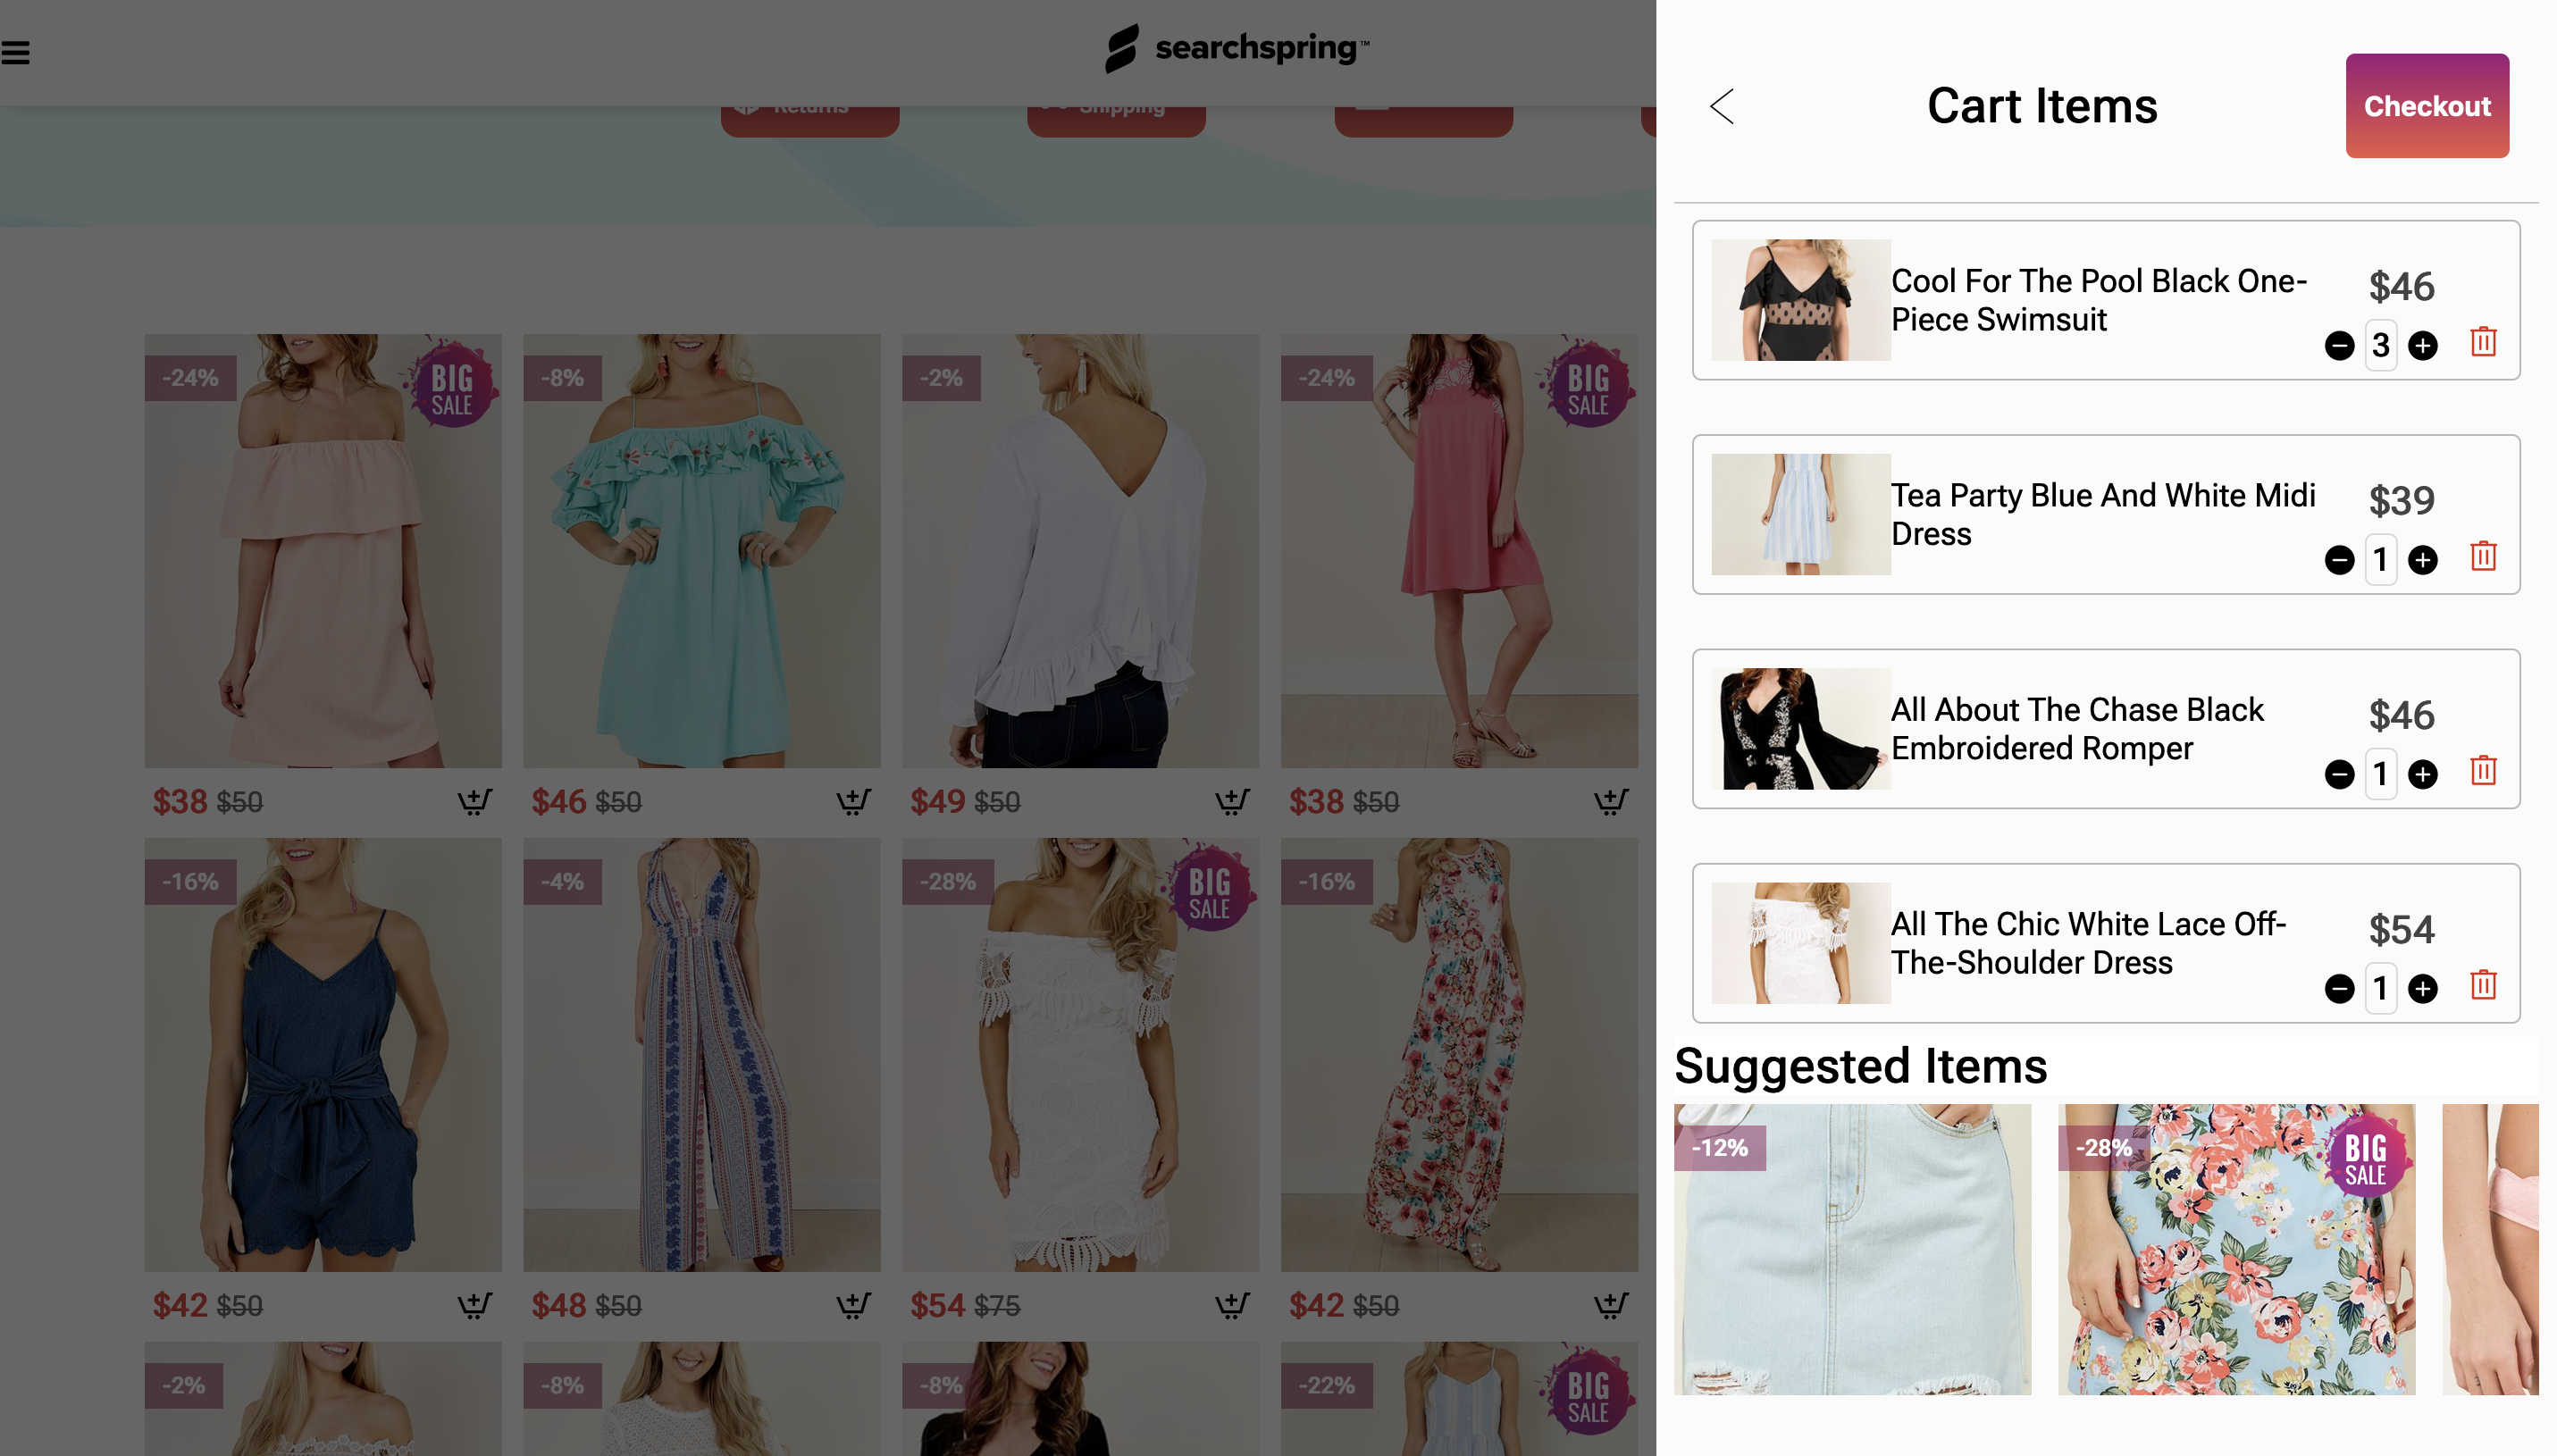 searchspring™
Returns
Shipping
-24%
BIG
SALE
-8%
-2%
-24%
BIG
SALE
$38 $50
$46 $50
$49 $50
$38 $50
-16%
-4%
-28%
BIG
SALE
-16%
$42 $50
$48 $50
$54 $75
$42 $50
-2%
-8%
-8%
-22%
BIG
SALE
Cart Items
Checkout
Cool For The Pool Black One-
Piece Swimsuit
$46
3
Tea Party Blue And White Midi
Dress
$39
1
All About The Chase Black
Embroidered Romper
$46
1
All The Chic White Lace Off-
The-Shoulder Dress
$54
1
Suggested Items
-12%
-28%
BIG
SALE